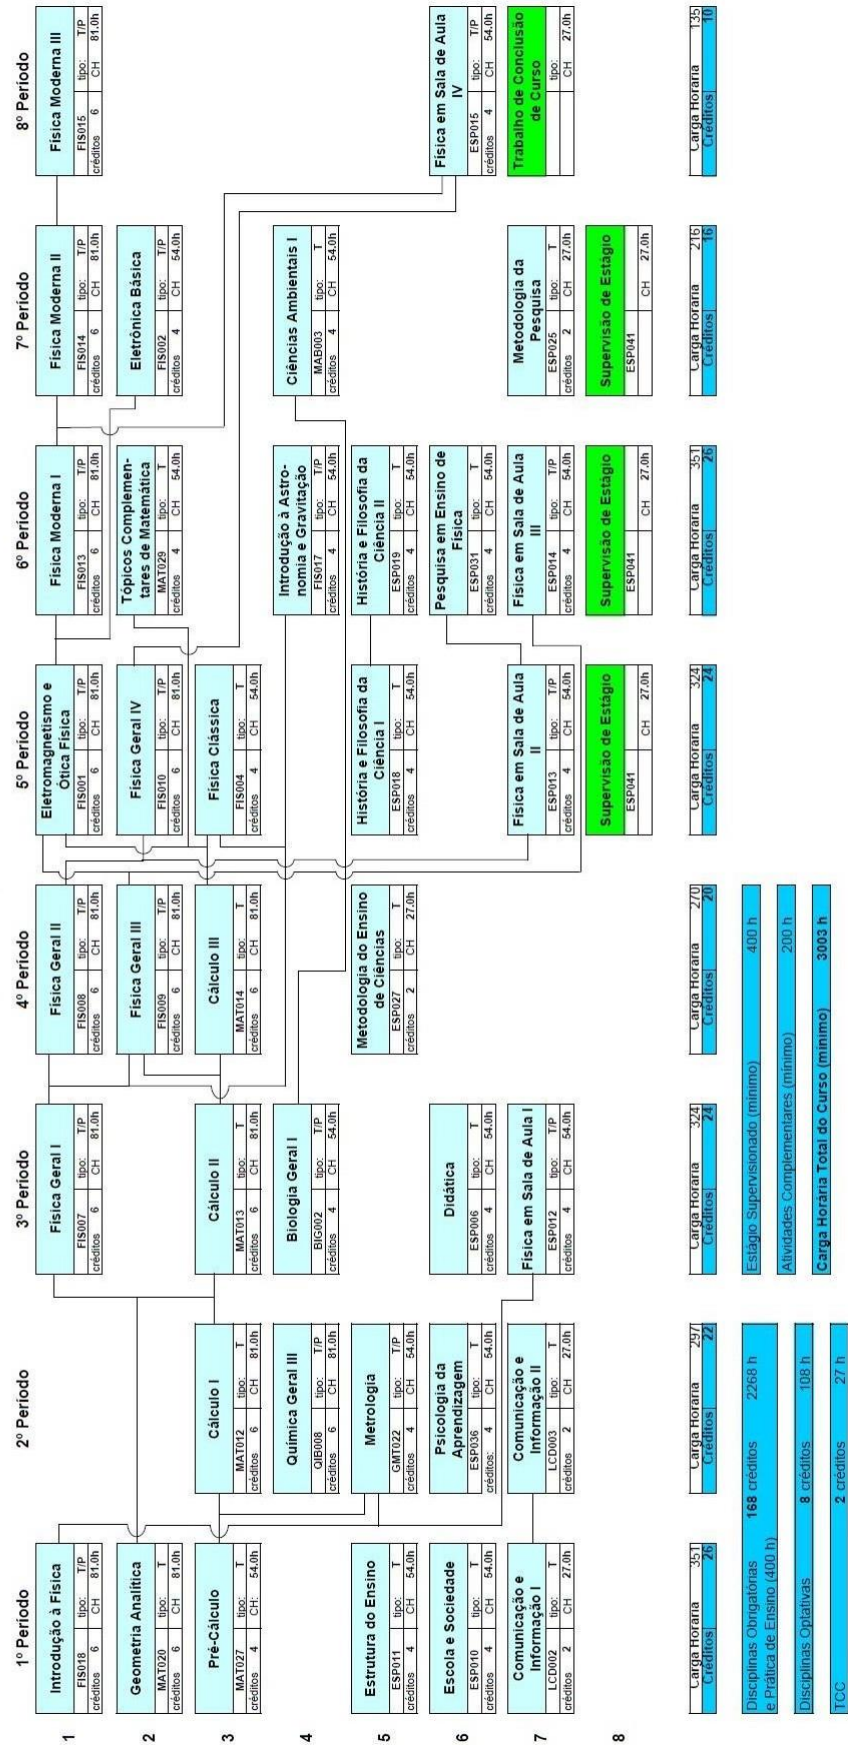 1º Período
Introdução à Física
FIS018 tipo: T/P
créditos 6 CH 81.0h
Geometria Analítica
MAT020 tipo: T
créditos 6 CH 81.0h
Pré-Cálculo
MAT027 tipo: T
créditos 4 CH: 54.0h
Estrutura do Ensino
ESP011 tipo: T
créditos 4 CH 54.0h
Escola e Sociedade
ESP010 tipo: T
créditos 4 CH 54.0h
Comunicação e
Informação I
LCD002 tipo: T
créditos 2 CH 27.0h
Carga Horaria 351
Créditos 26
2º Período
Cálculo I
MAT012 tipo: T
créditos 6 CH 81.0h
Química Geral III
QIB008 tipo: T/P
créditos 6 CH 81.0h
Metrologia
GMT022 tipo: T/P
créditos 4 CH 54.0h
Psicologia da
Aprendizagem
ESP036 tipo: T
créditos: 4 CH 54.0h
Comunicação e
Informação II
LCD003 tipo: T
créditos 2 CH 27.0h
Carga Horaria 297
Créditos 22
3º Período
Física Geral I
FIS007 tipo: T/P
créditos 6 CH 81.0h
Cálculo II
MAT013 tipo: T
créditos 6 CH 81.0h
Biologia Geral I
BIG002 tipo: T/P
créditos 4 CH 54.0h
Didática
ESP006 tipo: T
créditos 4 CH 54.0h
Física em Sala de Aula I
ESP012 tipo: T/P
créditos 4 CH 54.0h
Carga Horaria 324
Créditos 24
4º Período
Física Geral II
FIS008 tipo: T/P
créditos 6 CH 81.0h
Física Geral III
FIS009 tipo: T/P
créditos 6 CH 81.0h
Cálculo III
MAT014 tipo: T
créditos 6 CH 81.0h
Metodologia do Ensino
de Ciências
ESP027 tipo: T
créditos 2 CH 27.0h
Carga Horaria 270
Créditos 20
5º Período
Eletromagnetismo e
Ótica Física
FIS001 tipo: T/P
créditos 6 CH 81.0h
Física Geral IV
FIS010 tipo: T/P
créditos 6 CH 81.0h
Física Clássica
FIS004 tipo: T
créditos 4 CH 54.0h
História e Filosofia da
Ciência I
ESP018 tipo: T
créditos 4 CH 54.0h
Física em Sala de Aula
II
ESP013 tipo: T/P
créditos 4 CH 54.0h
Supervisão de Estágio
ESP041
CH 27.0h
Carga Horaria 324
Créditos 24
6º Período
Física Moderna I
FIS013 tipo: T/P
créditos 6 CH 81.0h
Tópicos Complemen-
tares de Matemática
MAT029 tipo: T
créditos 4 CH 54.0h
Introdução à Astro-
nomia e Gravitação
FIS017 tipo: T/P
créditos 4 CH 54.0h
História e Filosofia da
Ciência II
ESP019 tipo: T
créditos 4 CH 54.0h
Pesquisa em Ensino de
Física
ESP031 tipo: T
créditos 4 CH 54.0h
Física em Sala de Aula
III
ESP014 tipo: T/P
créditos 4 CH 54.0h
Supervisão de Estágio
ESP041
CH 27.0h
Carga Horaria 351
Créditos 26
7º Período
Física Moderna II
FIS014 tipo: T/P
créditos 6 CH 81.0h
Eletrônica Básica
FIS002 tipo: T/P
créditos 4 CH 54.0h
Ciências Ambientais I
MAB003 tipo: T
créditos 4 CH 54.0h
Metodologia da
Pesquisa
ESP025 tipo: T
créditos 2 CH 27.0h
Supervisão de Estágio
ESP041
CH 27.0h
Carga Horaria 216
Créditos 16
8º Período
Física Moderna III
FIS015 tipo: T/P
créditos 6 CH 81.0h
Física em Sala de Aula
IV
ESP015 tipo: T/P
créditos 4 CH 54.0h
Trabalho de Conclusão
de Curso
tipo:
CH 27.0h
Carga Horaria 135
Créditos 10
1
2
3
4
5
6
7
8
Disciplinas Obrigatórias 168 créditos 2268 h
e Prática de Ensino (400 h)
Disciplinas Optativas 8 créditos 108 h
TCC 2 créditos 27 h
Estágio Supervisionado (mínimo) 400 h
Atividades Complementares (mínimo) 200 h
Carga Horária Total do Curso (mínimo) 3003 h